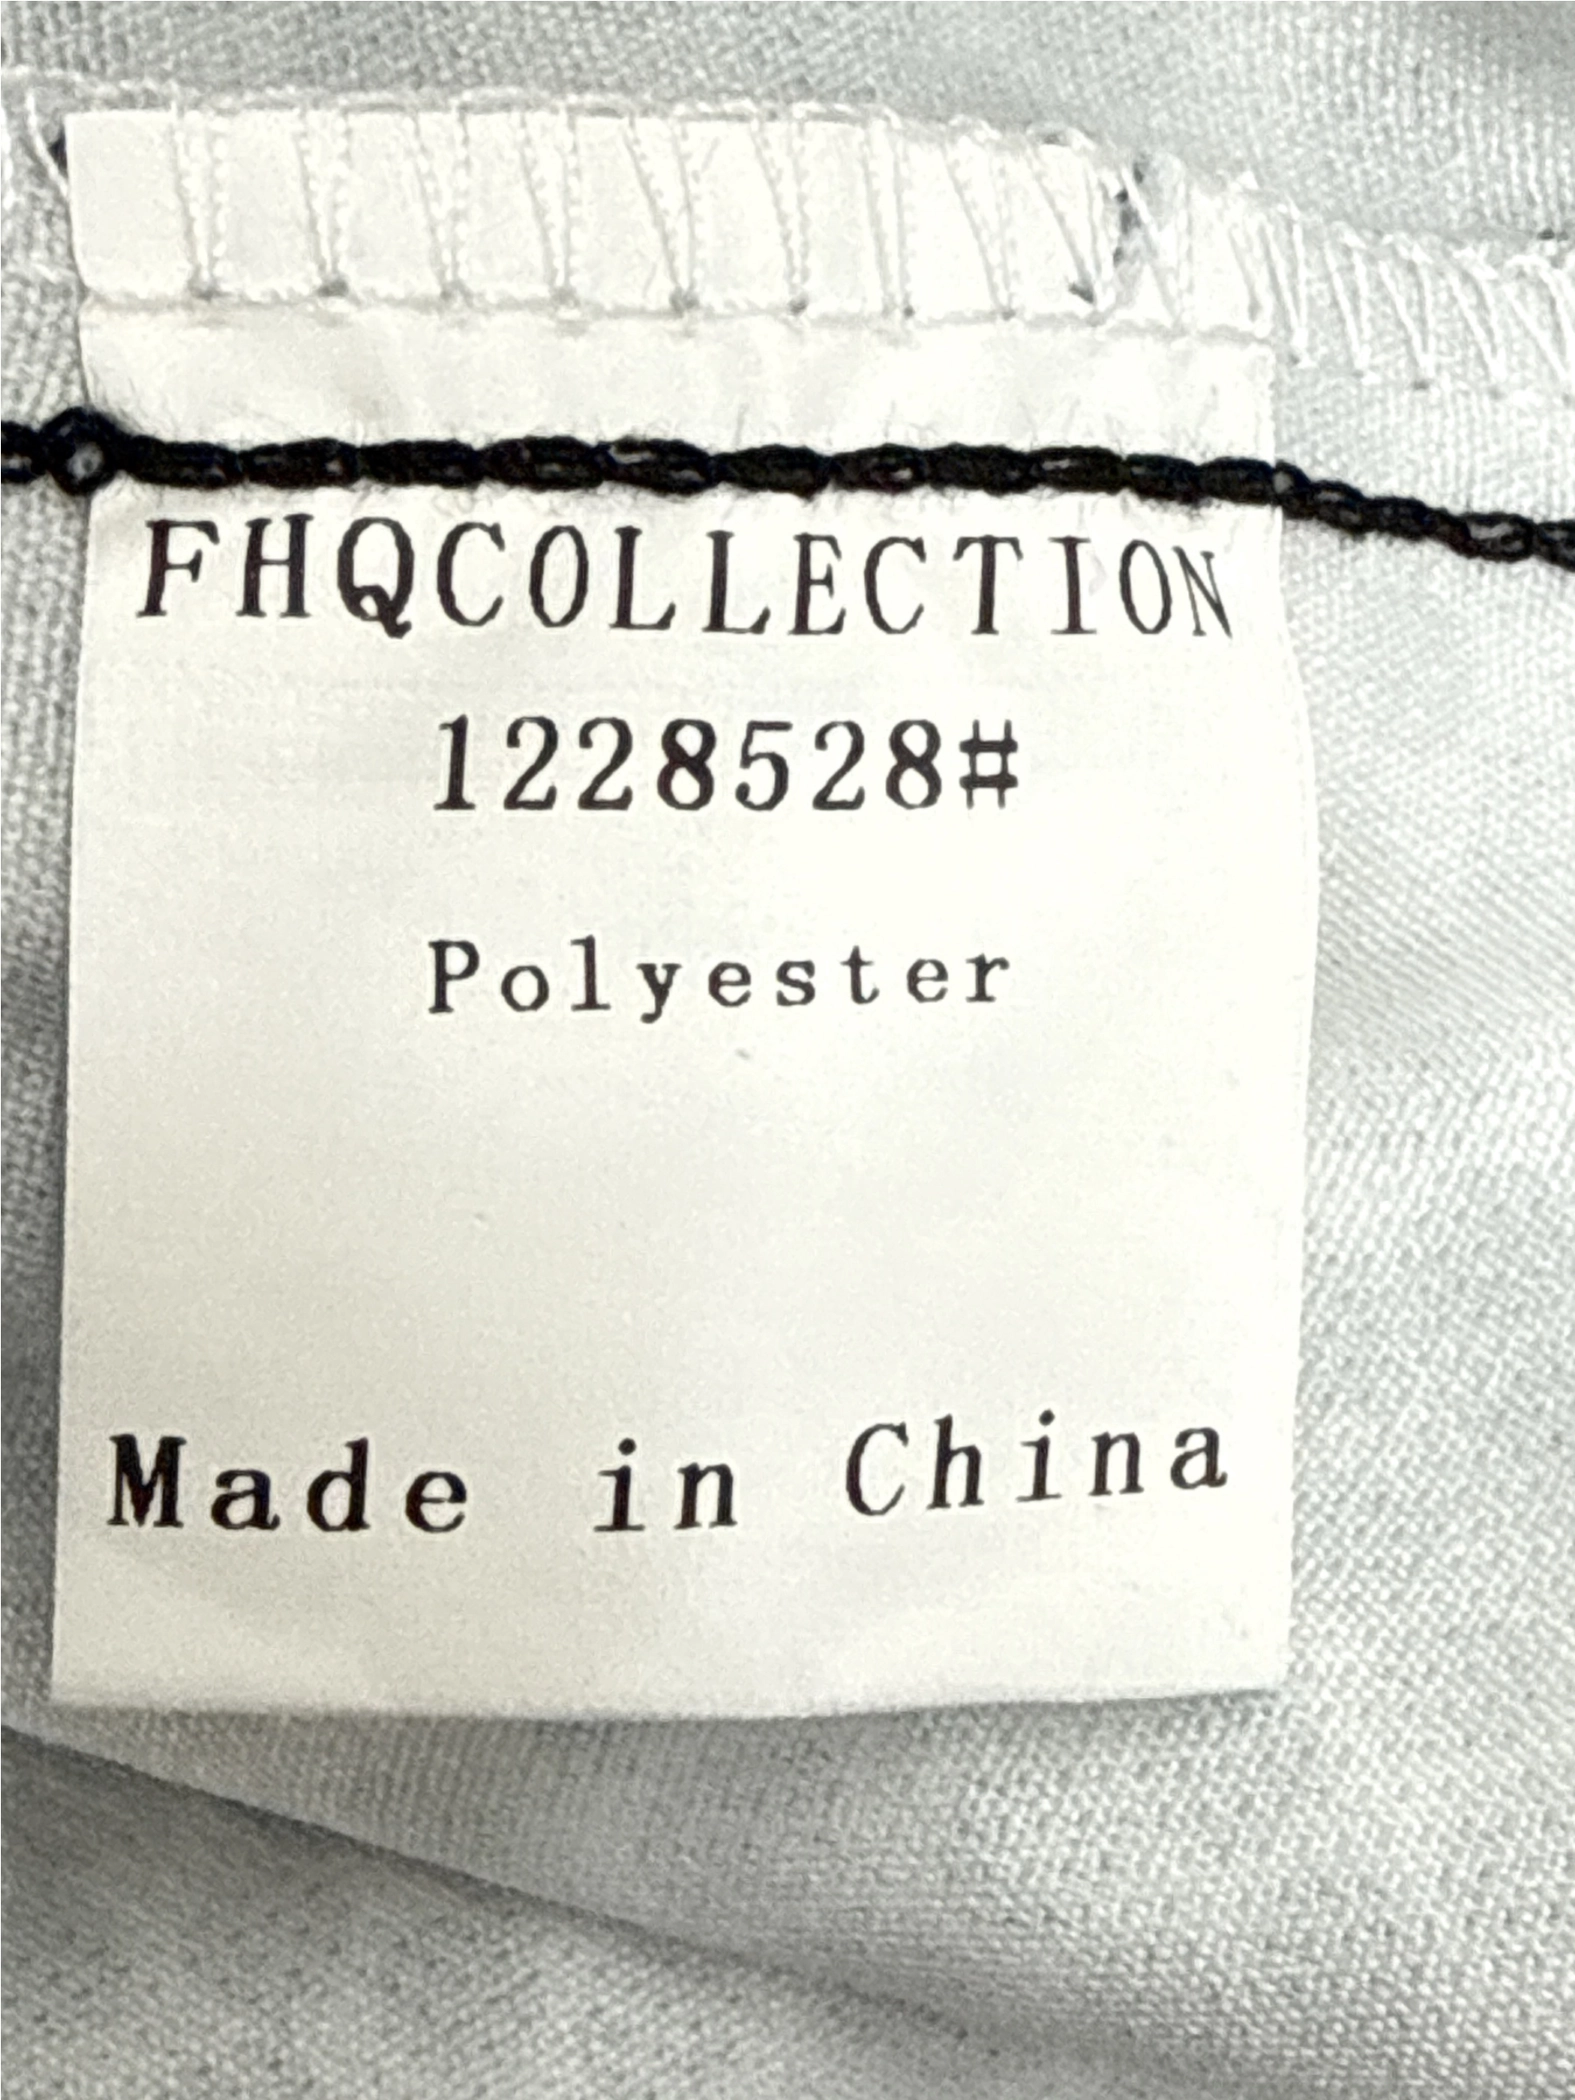 FHQCOLLECTION
1228528#
Polyester
Made in China